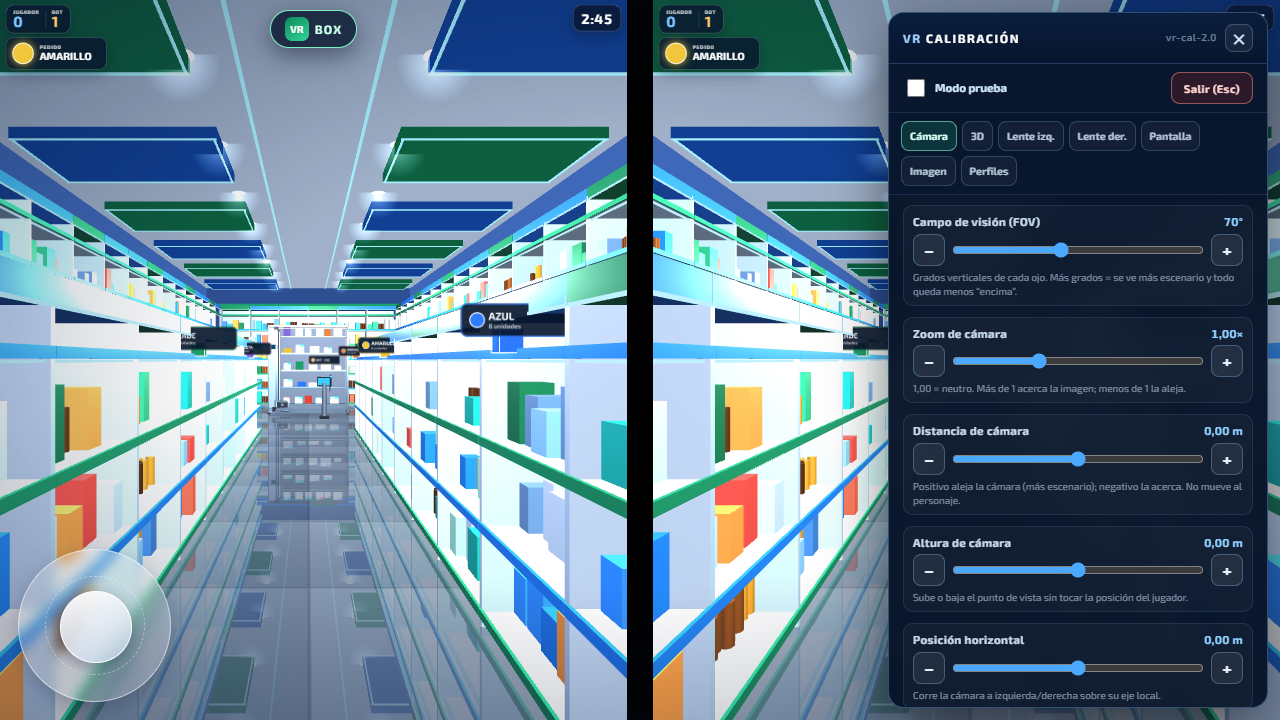 JUGADOR BOT
0 1
PEDIDO
AMARILLO
VR BOX
2:45
AZUL
8 unidades
JUGADOR BOT
0 1
PEDIDO
AMARILLO
VR CALIBRACIÓN
vr-cal-2.0
Modo prueba
Salir (Esc)
Cámara
3D
Lente izq.
Lente der.
Pantalla
Imagen
Perfiles
Campo de visión (FOV) 70°
Grados verticales de cada ojo. Más grados = se ve más escenario y todo
queda menos "encima".
Zoom de cámara 1,00×
1,00 = neutro. Más de 1 acerca la imagen; menos de 1 la aleja.
Distancia de cámara 0,00 m
Positivo aleja la cámara (más escenario); negativo la acerca. No mueve al
personaje.
Altura de cámara 0,00 m
Sube o baja el punto de vista sin tocar la posición del jugador.
Posición horizontal 0,00 m
Corre la cámara a izquierda/derecha sobre su eje local.